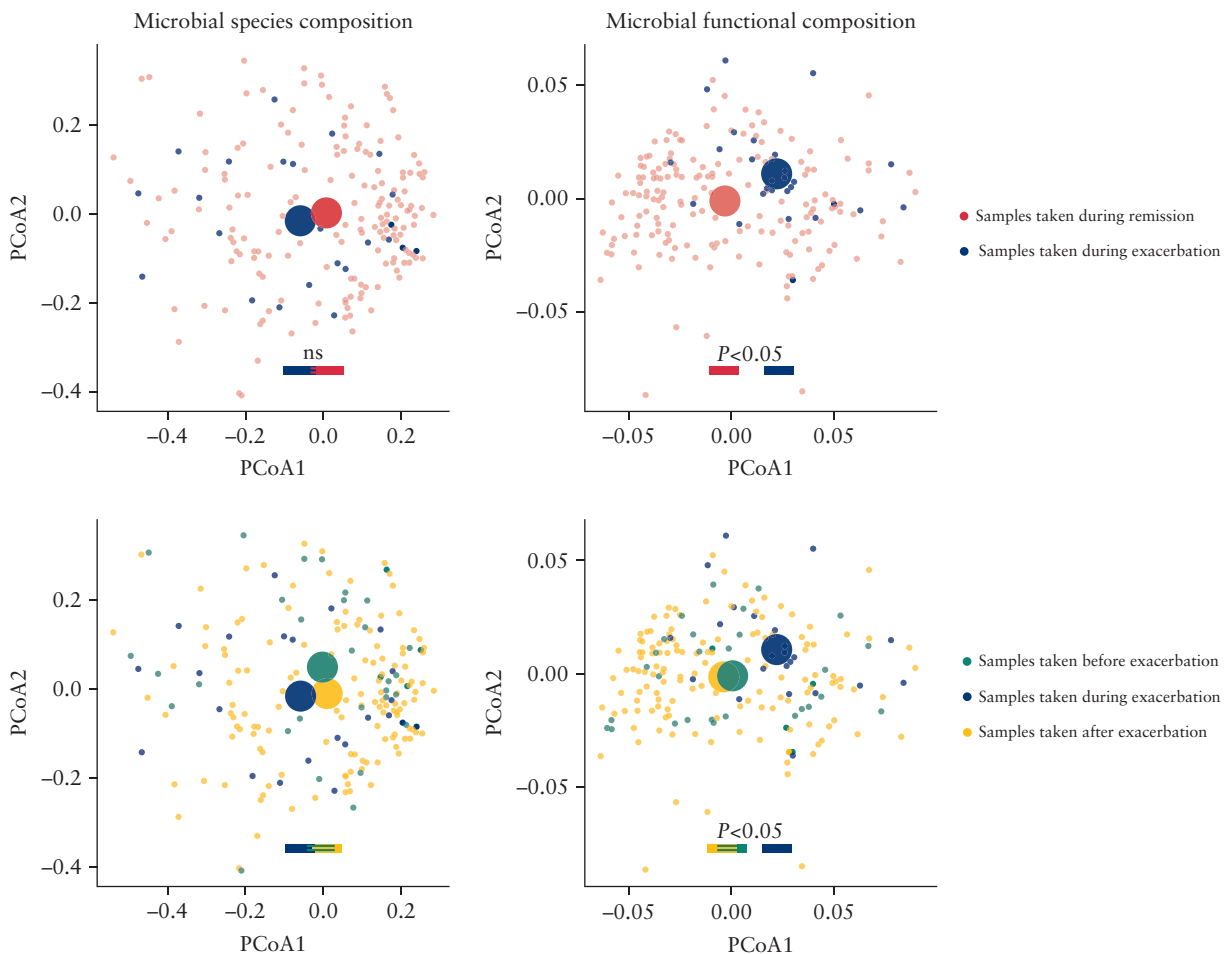 Microbial species composition
Microbial functional composition
PCoA2
0.2
0.0
−0.2
−0.4
ns
−0.4 −0.2 0.0 0.2
PCoA1
PCoA2
0.05
0.00
−0.05
P<0.05
−0.05 0.00 0.05
PCoA1
Samples taken during remission
Samples taken during exacerbation
PCoA2
0.2
0.0
−0.2
−0.4
−0.4 −0.2 0.0 0.2
PCoA1
PCoA2
0.05
0.00
−0.05
P<0.05
−0.05 0.00 0.05
PCoA1
Samples taken before exacerbation
Samples taken during exacerbation
Samples taken after exacerbation